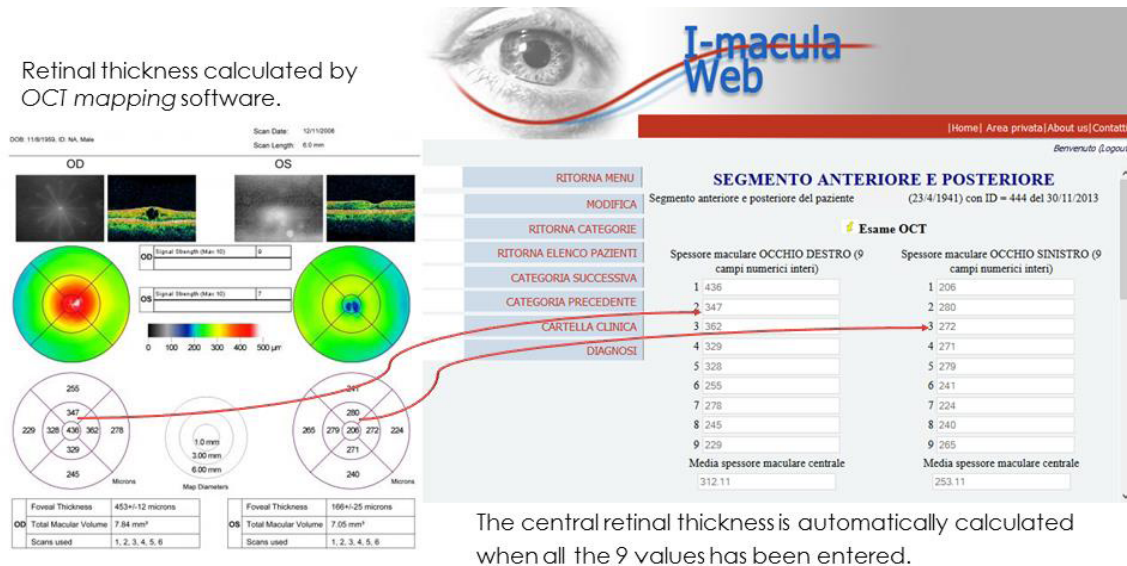 Retinal thickness calculated by
OCT mapping software.
DOB: 11/8/1959, ID: NA, Male
Scan Date: 12/11/2006
Scan Length: 6.0 mm
OD
OS
OD Signal Strength (Max 10) 9
OS Signal Strength (Max 10) 7
0 100 200 300 400 500 µm
255
347
229 328 436 362 278
329
245
Microns
1.0 mm
3.00 mm
6.00 mm
Map Diameters
241
280
265 279 206 272 224
271
240
Microns
OD
Foveal Thickness 453+/-12 microns
Total Macular Volume 7.84 mm³
Scans used 1, 2, 3, 4, 5, 6
OS
Foveal Thickness 166+/-25 microns
Total Macular Volume 7.05 mm³
Scans used 1, 2, 3, 4, 5, 6
I-macula
Web
|Home| Area privata|About us|Contatti
Benvenuto (Logout
RITORNA MENU
MODIFICA
RITORNA CATEGORIE
RITORNA ELENCO PAZIENTI
CATEGORIA SUCCESSIVA
CATEGORIA PRECEDENTE
CARTELLA CLINICA
DIAGNOSI
SEGMENTO ANTERIORE E POSTERIORE
Segmento anteriore e posteriore del paziente (23/4/1941) con ID = 444 del 30/11/2013
Esame OCT
Spessore maculare OCCHIO DESTRO (9
campi numerici interi)
1 436
2 347
3 362
4 329
5 328
6 255
7 278
8 245
9 229
Media spessore maculare centrale
312.11
Spessore maculare OCCHIO SINISTRO (9
campi numerici interi)
1 206
2 280
3 272
4 271
5 279
6 241
7 224
8 240
9 265
Media spessore maculare centrale
253.11
The central retinal thickness is automatically calculated
when all the 9 values has been entered.